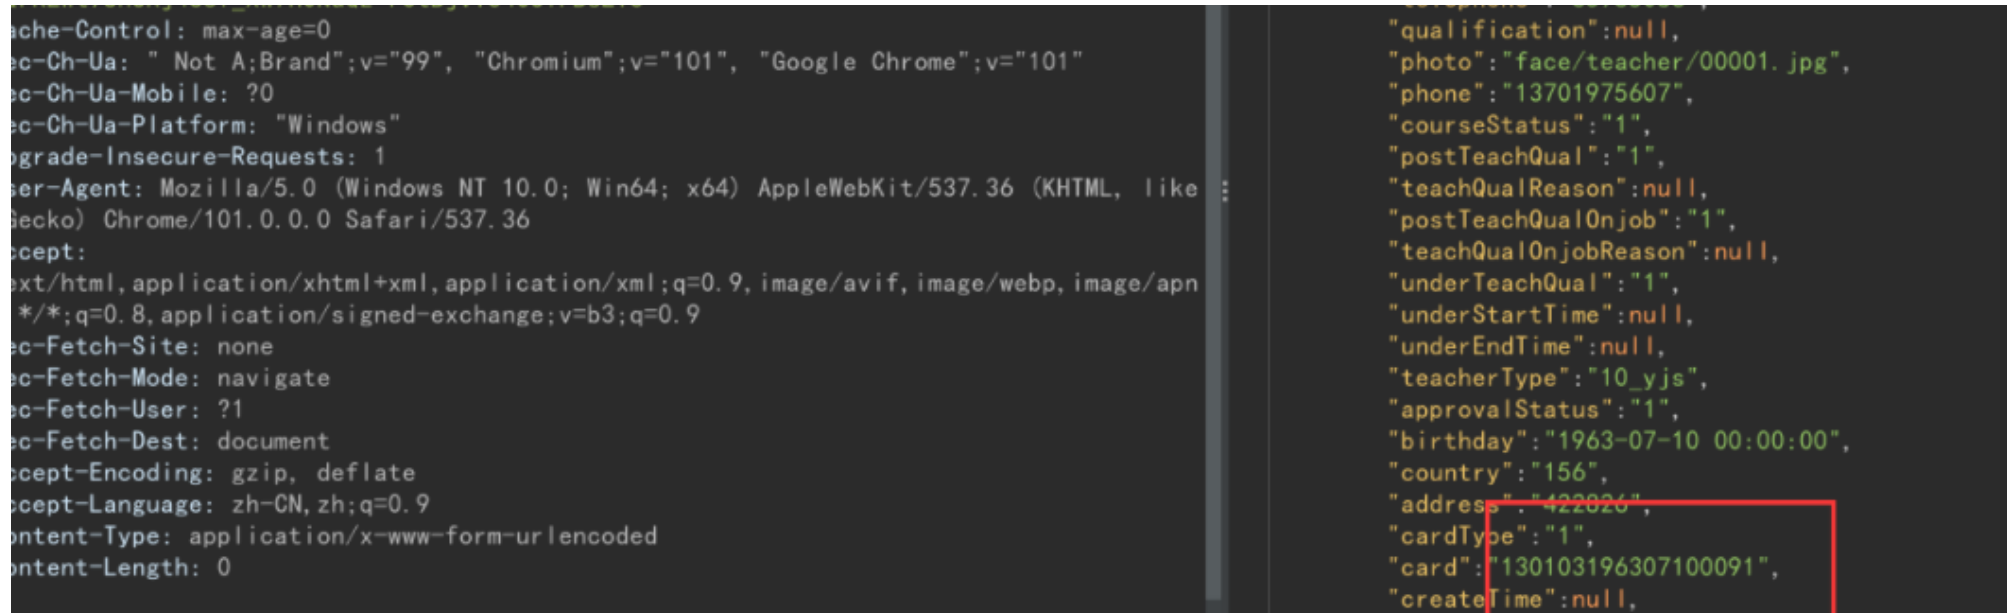 ache-Control: max-age=0
ec-Ch-Ua: " Not A;Brand";v="99", "Chromium";v="101", "Google Chrome";v="101"
ec-Ch-Ua-Mobile: ?0
ec-Ch-Ua-Platform: "Windows"
pgrade-Insecure-Requests: 1
ser-Agent: Mozilla/5.0 (Windows NT 10.0; Win64; x64) AppleWebKit/537.36 (KHTML, like
Gecko) Chrome/101.0.0.0 Safari/537.36
ccept:
ext/html,application/xhtml+xml,application/xml;q=0.9,image/avif,image/webp,image/apn
*/*;q=0.8,application/signed-exchange;v=b3;q=0.9
ec-Fetch-Site: none
ec-Fetch-Mode: navigate
ec-Fetch-User: ?1
ec-Fetch-Dest: document
ccept-Encoding: gzip, deflate
ccept-Language: zh-CN,zh;q=0.9
ontent-Type: application/x-www-form-urlencoded
ontent-Length: 0
"qualification":null,
"photo":"face/teacher/00001.jpg",
"phone":"13701975607",
"courseStatus":"1",
"postTeachQual":"1",
"teachQualReason":null,
"postTeachQualOnjob":"1",
"teachQualOnjobReason":null,
"underTeachQual":"1",
"underStartTime":null,
"underEndTime":null,
"teacherType":"10_yjs",
"approvalStatus":"1",
"birthday":"1963-07-10 00:00:00",
"country":"156",
"address":"422826",
"cardType":"1",
"card":"130103196307100091",
"createTime":null,